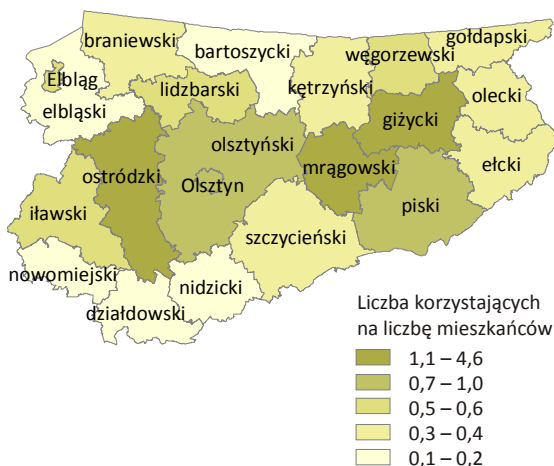 gołdapski
braniewski
bartoszycki
węgorzewski
Elbląg
kętrzyński
olecki
lidzbarski
elbląski
giżycki
olsztyński
mrągowski
ełcki
ostródzki
Olsztyn
piski
iławski
szczycieński
nowomiejski
nidzicki
działdowski
Liczba korzystających
na liczbę mieszkańców
1,1 – 4,6
0,7 – 1,0
0,5 – 0,6
0,3 – 0,4
0,1 – 0,2